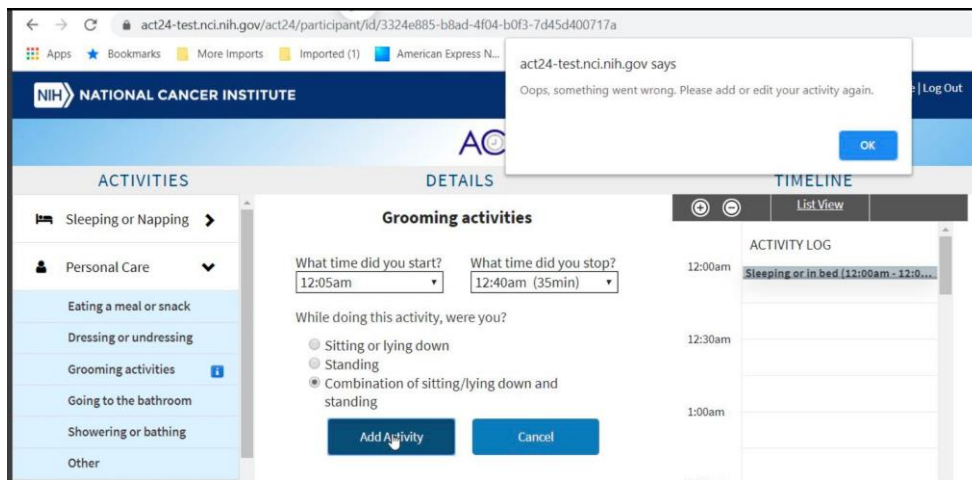 act24-test.nci.nih.gov/act24/participant/id/3324e885-b8ad-4f04-b0f3-7d45d400717a
Apps Bookmarks More Imports Imported (1) American Express N...
act24-test.nci.nih.gov says
Oops, something went wrong. Please add or edit your activity again.
OK
NIH NATIONAL CANCER INSTITUTE
| Log Out
AC
ACTIVITIES
Sleeping or Napping
Personal Care
Eating a meal or snack
Dressing or undressing
Grooming activities
Going to the bathroom
Showering or bathing
Other
DETAILS
Grooming activities
What time did you start? What time did you stop?
12:05am 12:40am (35min)
While doing this activity, were you?
Sitting or lying down
Standing
Combination of sitting/lying down and
standing
Add Activity Cancel
TIMELINE
List View
ACTIVITY LOG
12:00am Sleeping or in bed (12:00am - 12:0...
12:30am
1:00am